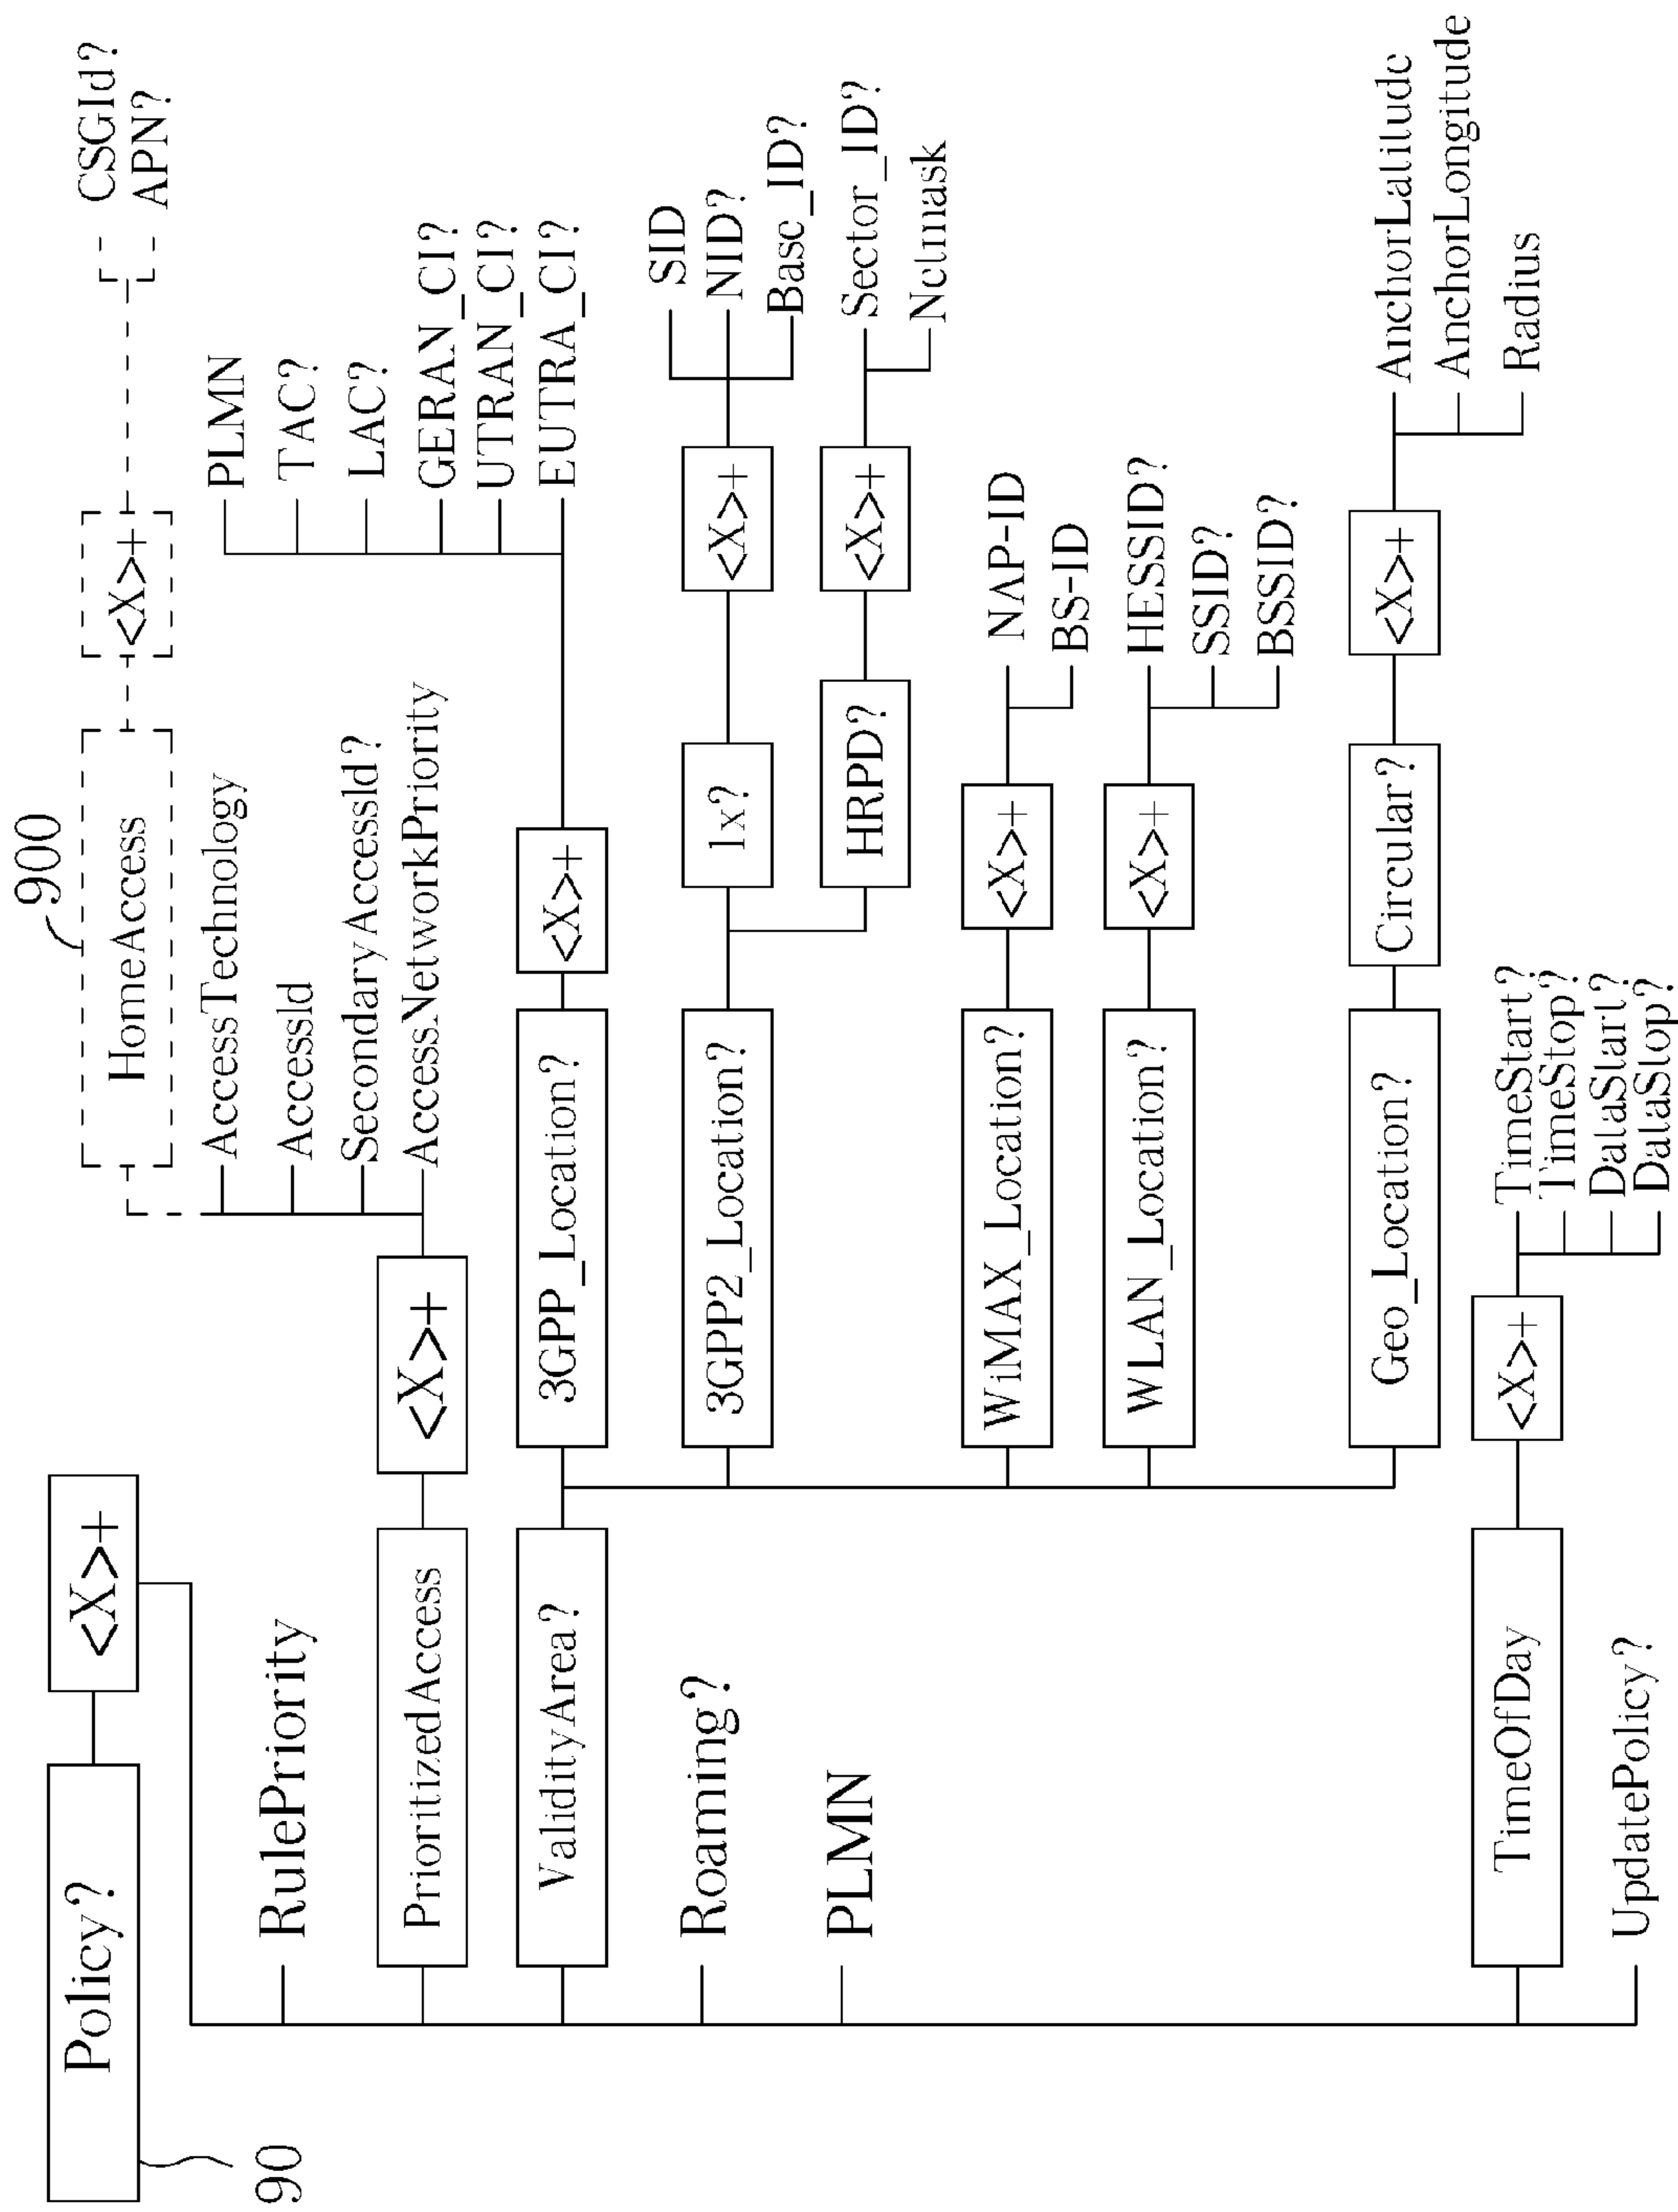 Policy?
<X>+
90
RulePriority
PrioritizedAccess
<X>+
900
HomeAccess
<X>+
CSGId?
APN?
AccessTechnology
AccessId
SecondaryAccessId?
AccessNetworkPriority
ValidityArea?
3GPP_Location?
<X>+
PLMN
TAC?
LAC?
GERAN_CI?
UTRAN_CI?
EUTRA_CI?
3GPP2_Location?
1x?
<X>+
SID
NID?
Base_ID?
HRPD?
<X>+
Sector_ID?
Netmask
WiMAX_Location?
<X>+
NAP-ID
BS-ID
WLAN_Location?
<X>+
HESSID?
SSID?
BSSID?
Geo_Location?
Circular?
<X>+
AnchorLatitude
AnchorLongitude
Radius
Roaming?
PLMN
TimeOfDay
<X>+
TimeStart?
TimeStop?
DataStart?
DataStop?
UpdatePolicy?